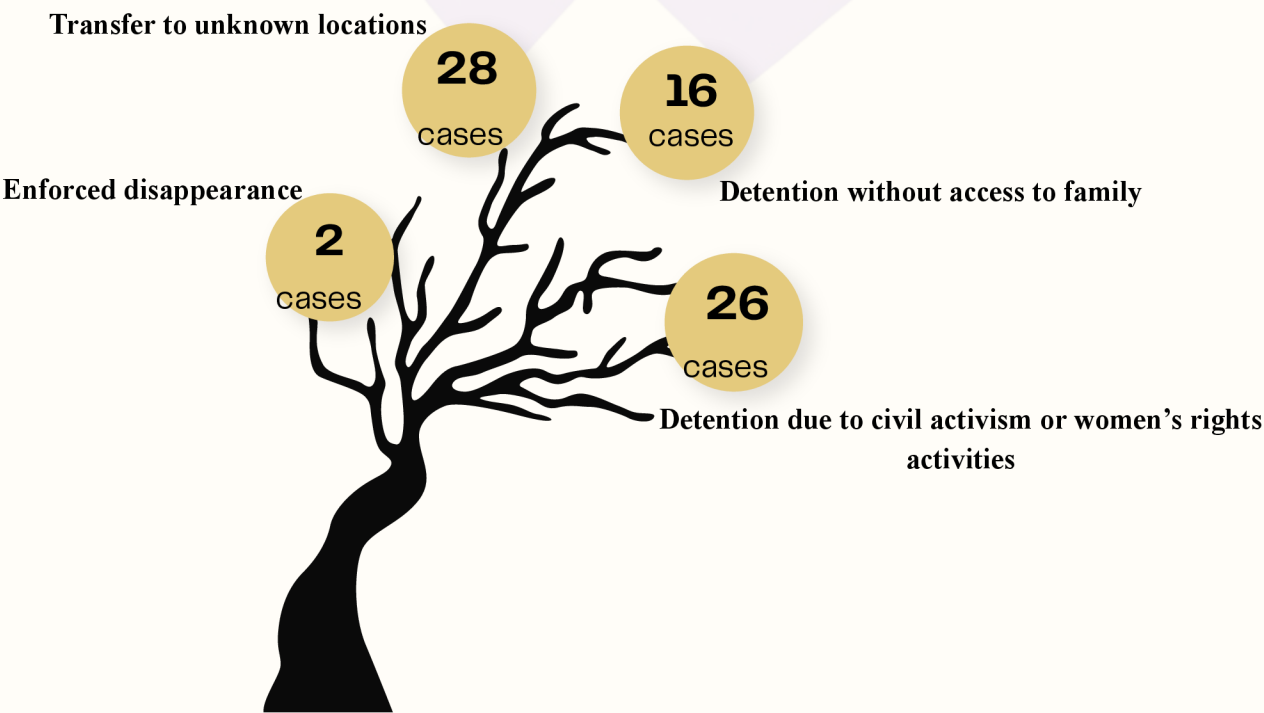 Transfer to unknown locations
28
cases
16
cases
Detention without access to family
Enforced disappearance
2
cases
26
cases
Detention due to civil activism or women’s rights
activities